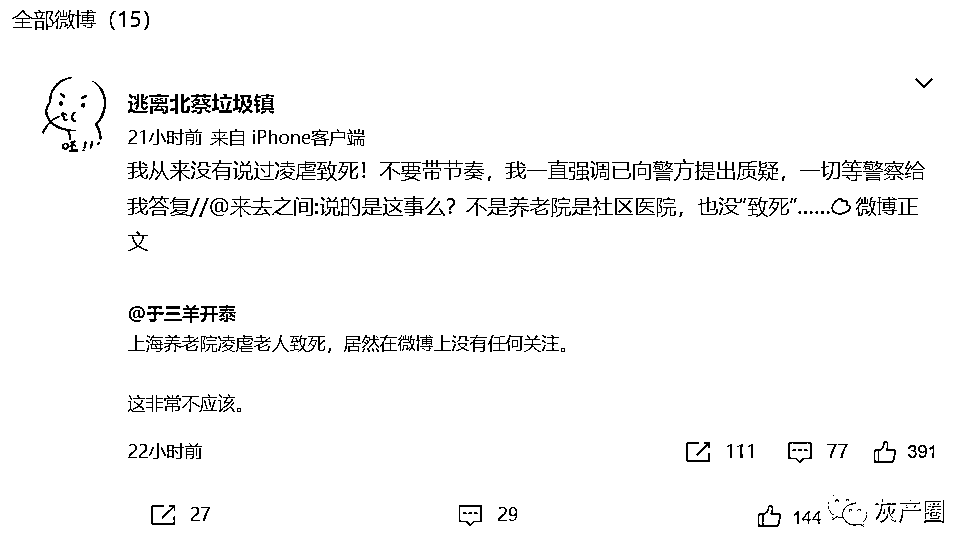 全部微博（15）
逃离北蔡垃圾镇
21小时前 来自 iPhone客户端
我从来没有说过凌虐致死！不要带节奏，我一直强调已向警方提出质疑，一切等警察给
我答复//@来去之间:说的是这事么？不是养老院是社区医院，也没“致死”……微博正
文
@于三羊开泰
上海养老院凌虐老人致死，居然在微博上没有任何关注。
这非常不应该。
22小时前 111 77 391
27 29 144
灰产圈